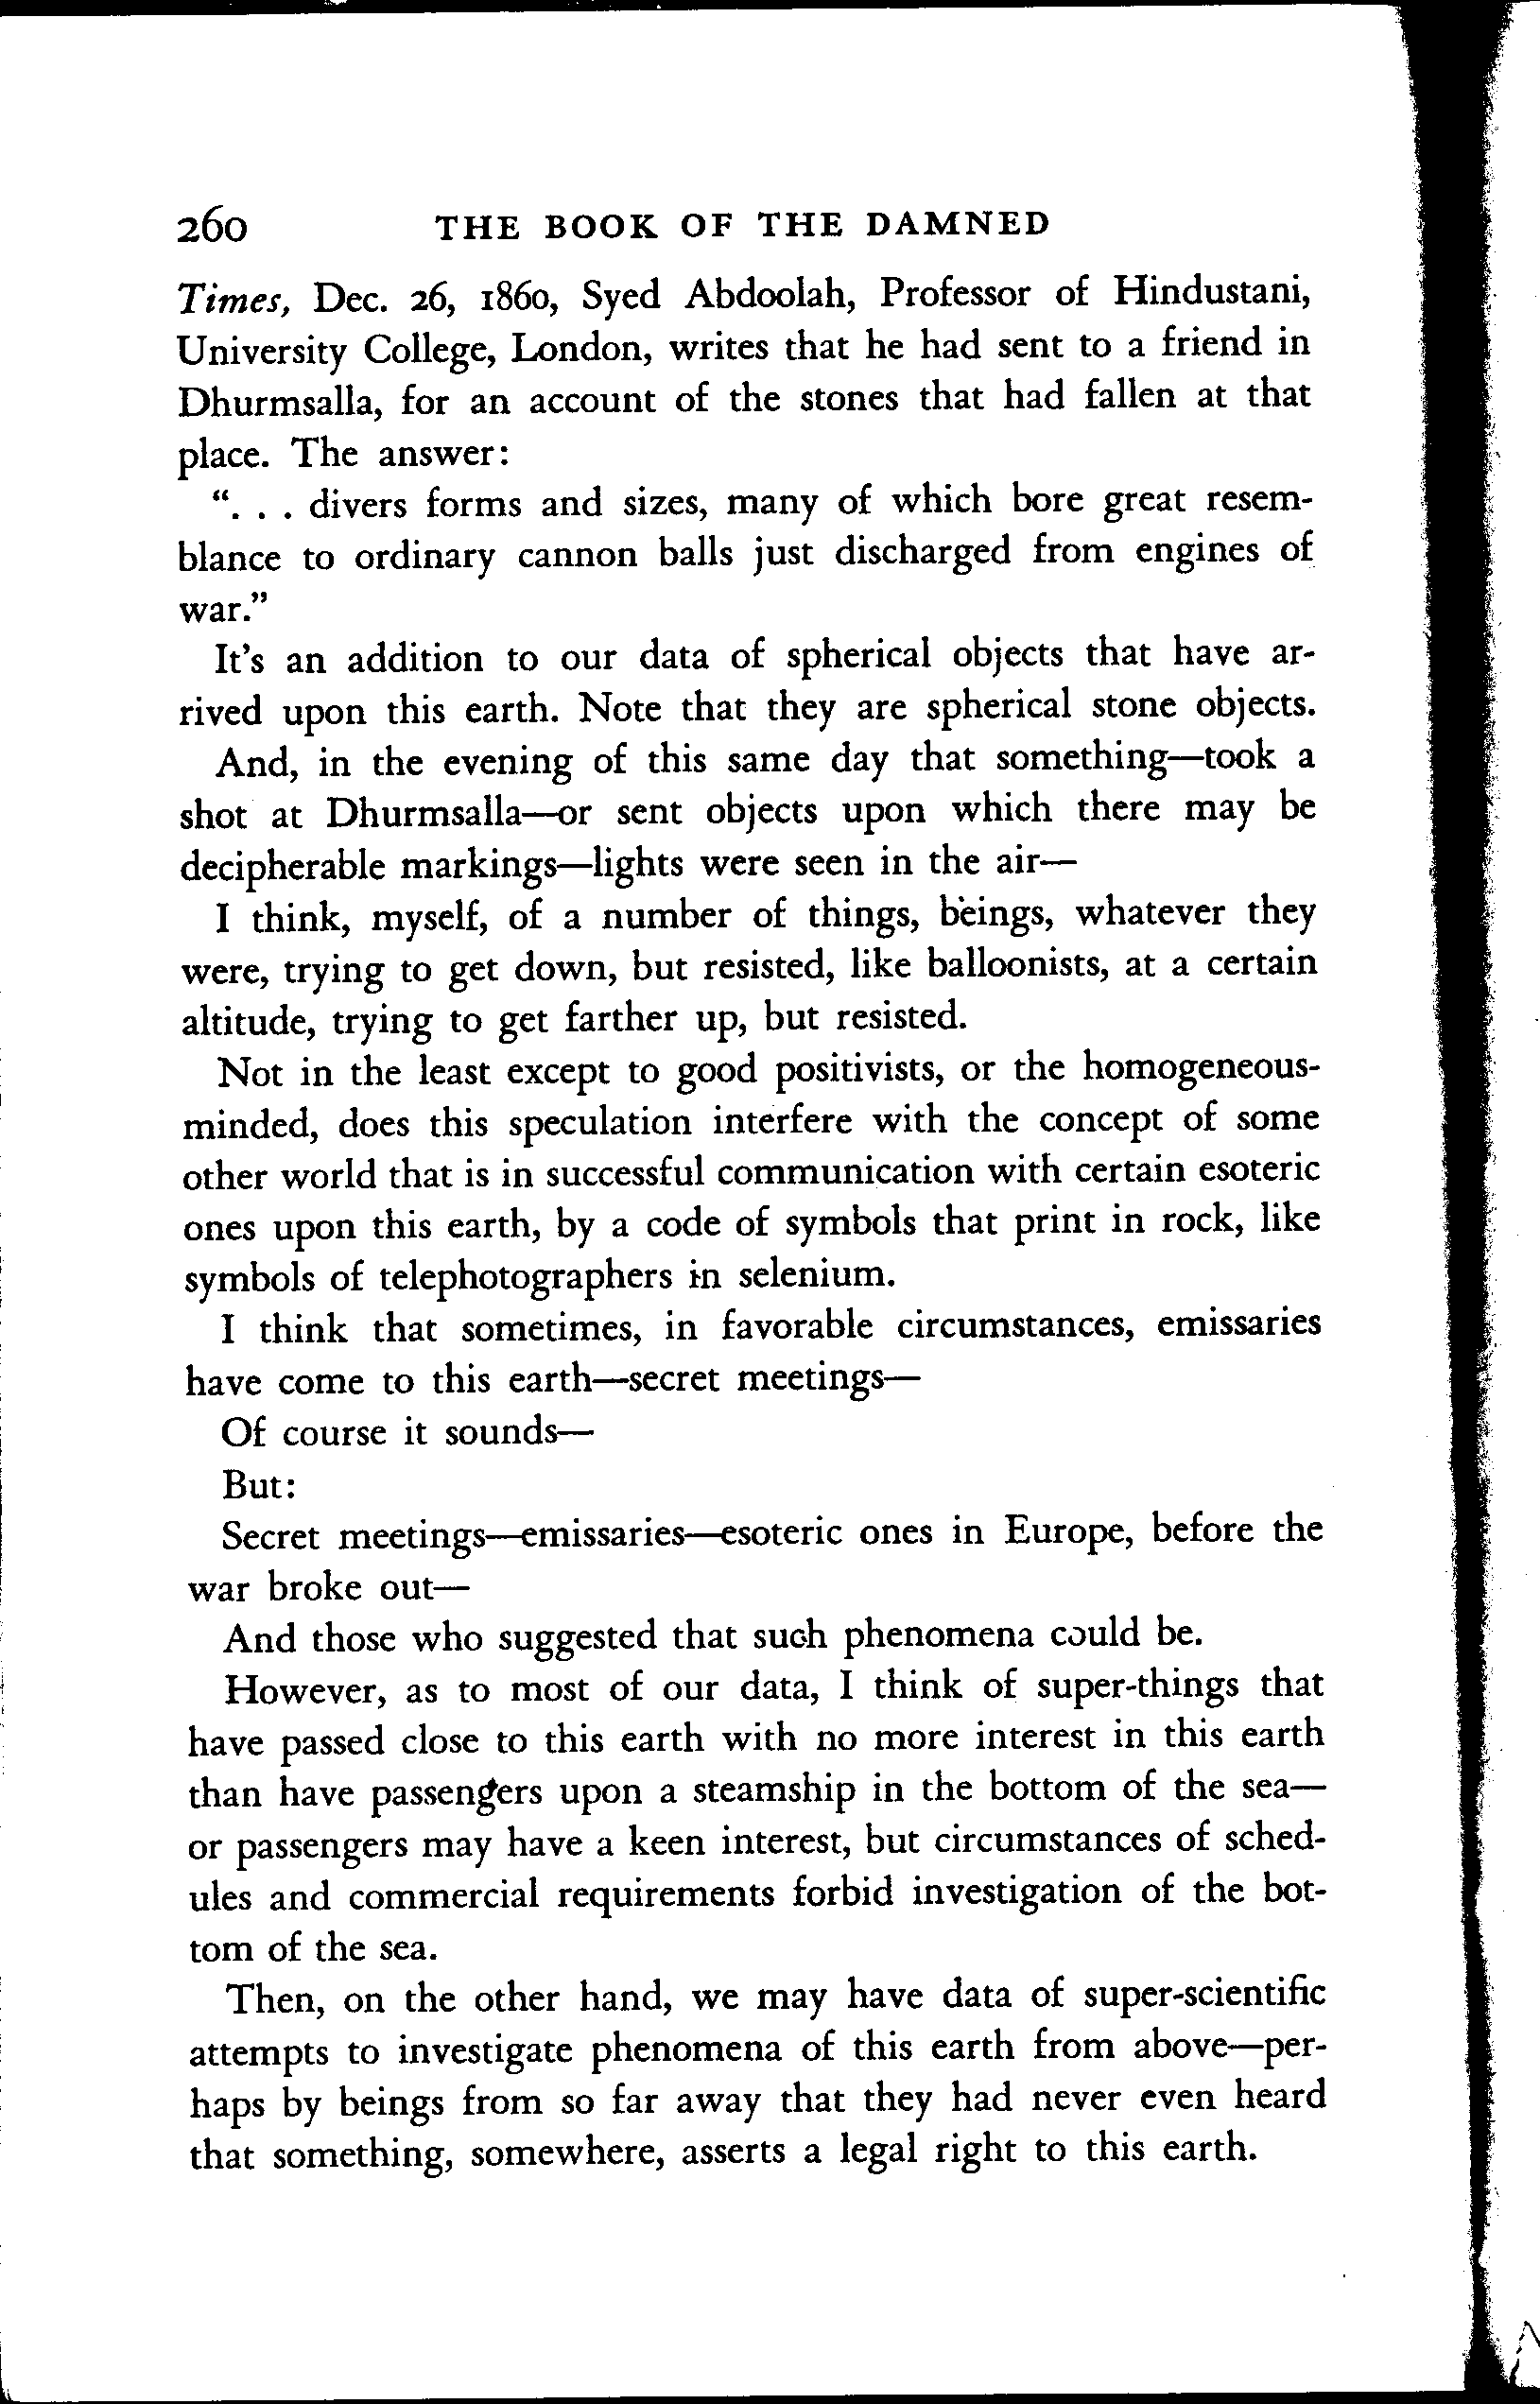 260 THE BOOK OF THE DAMNED
Times, Dec. 26, 1860, Syed Abdoolah, Professor of Hindustani,
University College, London, writes that he had sent to a friend in
Dhurmsalla, for an account of the stones that had fallen at that
place. The answer:
“. . . divers forms and sizes, many of which bore great resem-
blance to ordinary cannon balls just discharged from engines of
war.”
It’s an addition to our data of spherical objects that have ar-
rived upon this earth. Note that they are spherical stone objects.
And, in the evening of this same day that something—took a
shot at Dhurmsalla—or sent objects upon which there may be
decipherable markings—lights were seen in the air—
I think, myself, of a number of things, beings, whatever they
were, trying to get down, but resisted, like balloonists, at a certain
altitude, trying to get farther up, but resisted.
Not in the least except to good positivists, or the homogeneous-
minded, does this speculation interfere with the concept of some
other world that is in successful communication with certain esoteric
ones upon this earth, by a code of symbols that print in rock, like
symbols of telephotographers in selenium.
I think that sometimes, in favorable circumstances, emissaries
have come to this earth—secret meetings—
Of course it sounds—
But:
Secret meetings—emissaries—esoteric ones in Europe, before the
war broke out—
And those who suggested that such phenomena could be.
However, as to most of our data, I think of super-things that
have passed close to this earth with no more interest in this earth
than have passengers upon a steamship in the bottom of the sea—
or passengers may have a keen interest, but circumstances of sched-
ules and commercial requirements forbid investigation of the bot-
tom of the sea.
Then, on the other hand, we may have data of super-scientific
attempts to investigate phenomena of this earth from above—per-
haps by beings from so far away that they had never even heard
that something, somewhere, asserts a legal right to this earth.